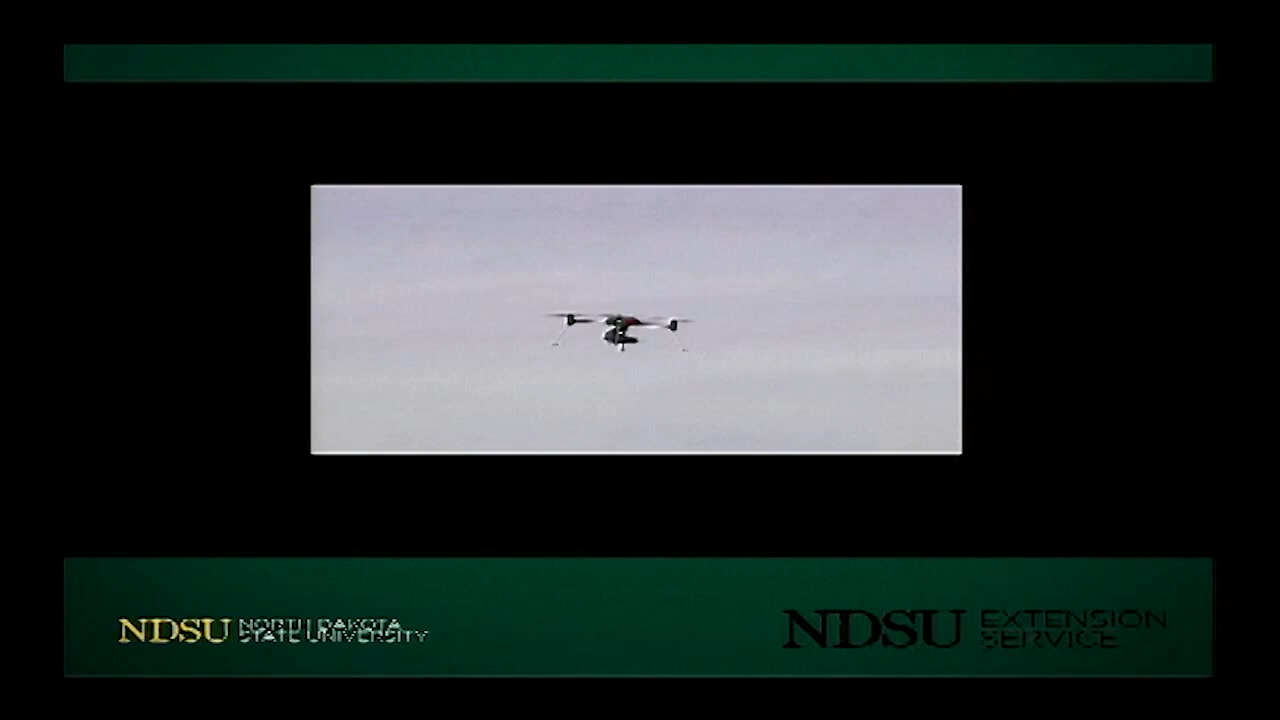 NDSU NORTH DAKOTA
STATE UNIVERSITY
NDSU EXTENSION
SERVICE